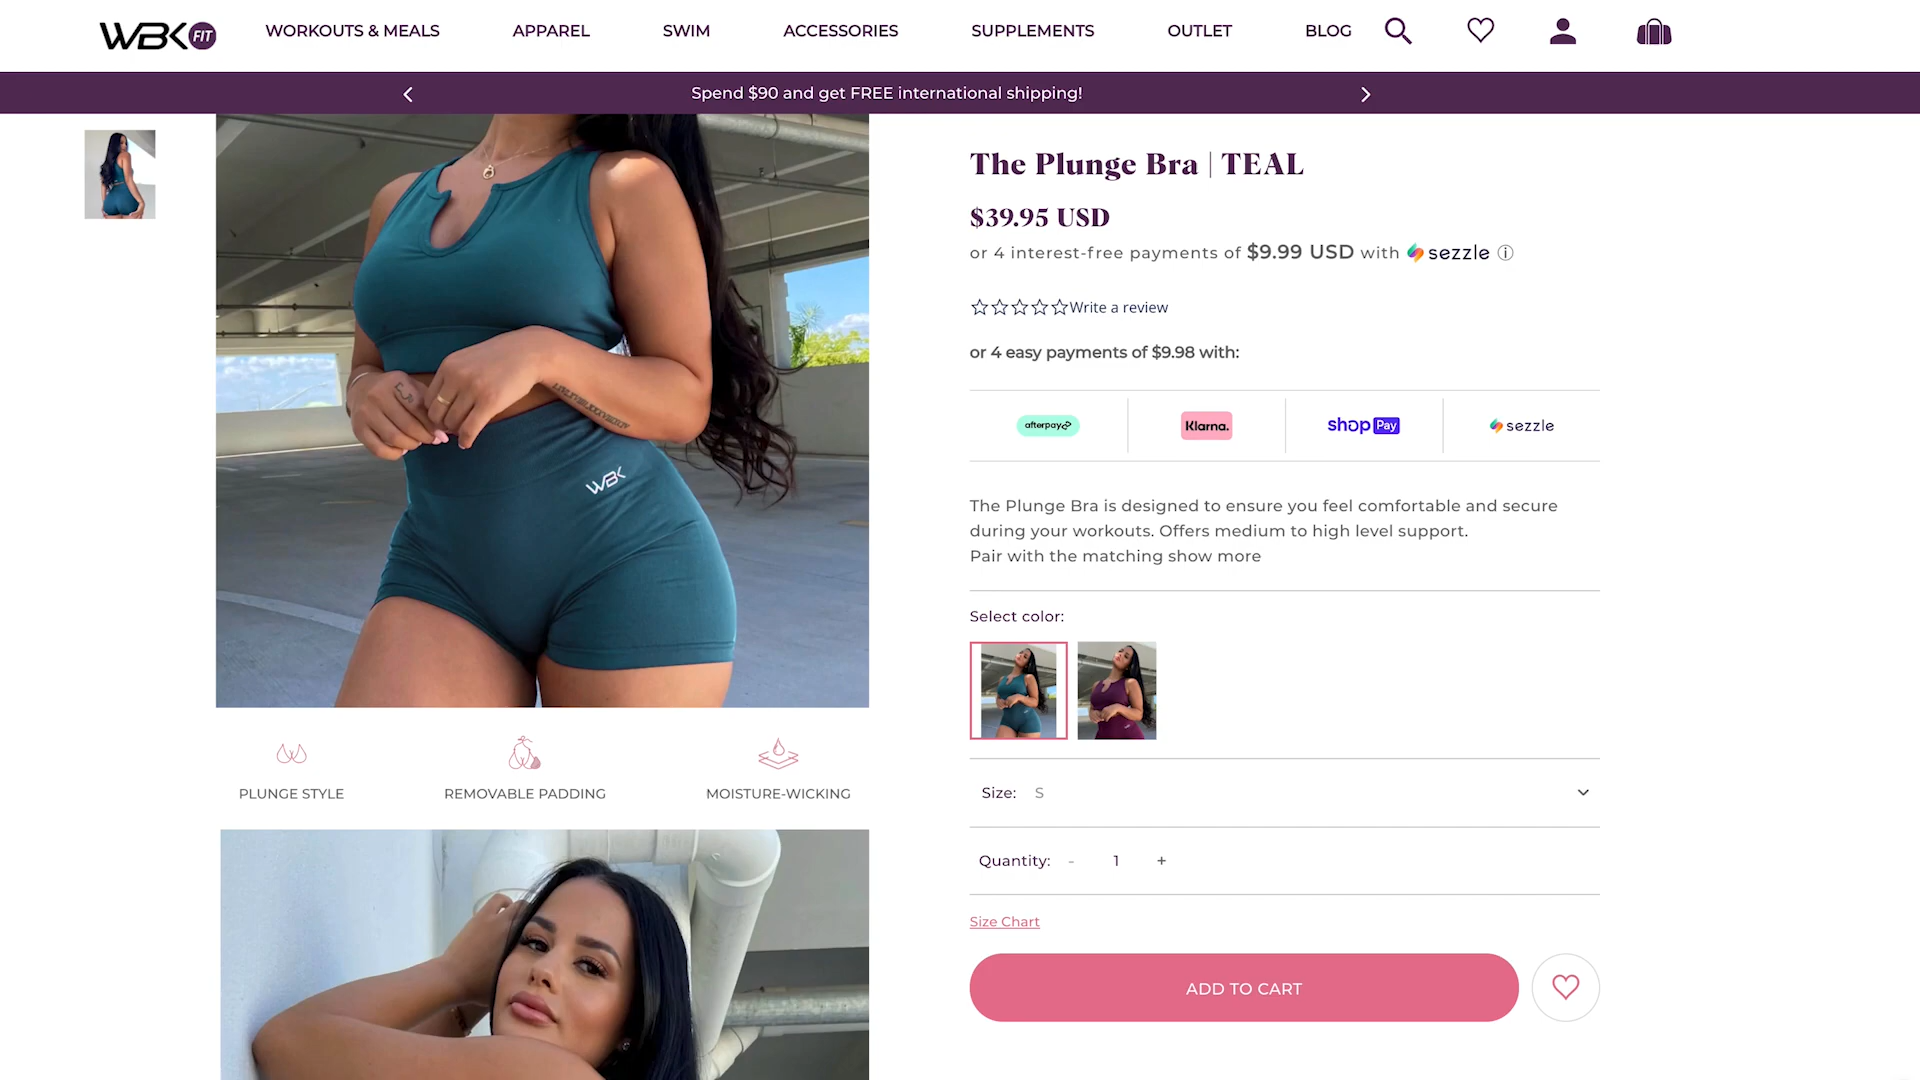 WBK FIT
WORKOUTS & MEALS
APPAREL
SWIM
ACCESSORIES
SUPPLEMENTS
OUTLET
BLOG
Spend $90 and get FREE international shipping!
The Plunge Bra | TEAL
$39.95 USD
or 4 interest-free payments of $9.99 USD with sezzle
Write a review
or 4 easy payments of $9.98 with:
afterpay
Klarna.
shop Pay
sezzle
WBK
The Plunge Bra is designed to ensure you feel comfortable and secure
during your workouts. Offers medium to high level support.
Pair with the matching show more
Select color:
PLUNGE STYLE
REMOVABLE PADDING
MOISTURE-WICKING
Size: S
Quantity: - 1 +
Size Chart
ADD TO CART